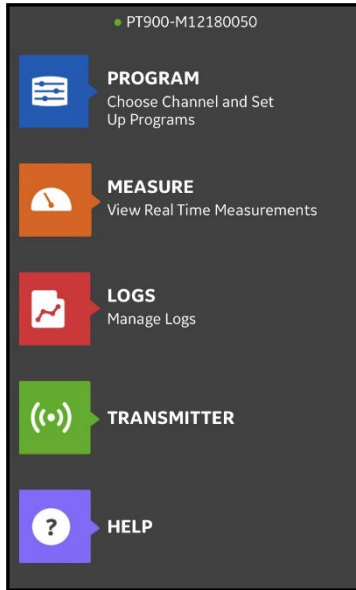 PT900-M12180050
PROGRAM
Choose Channel and Set
Up Programs
MEASURE
View Real Time Measurements
LOGS
Manage Logs
TRANSMITTER
?
HELP